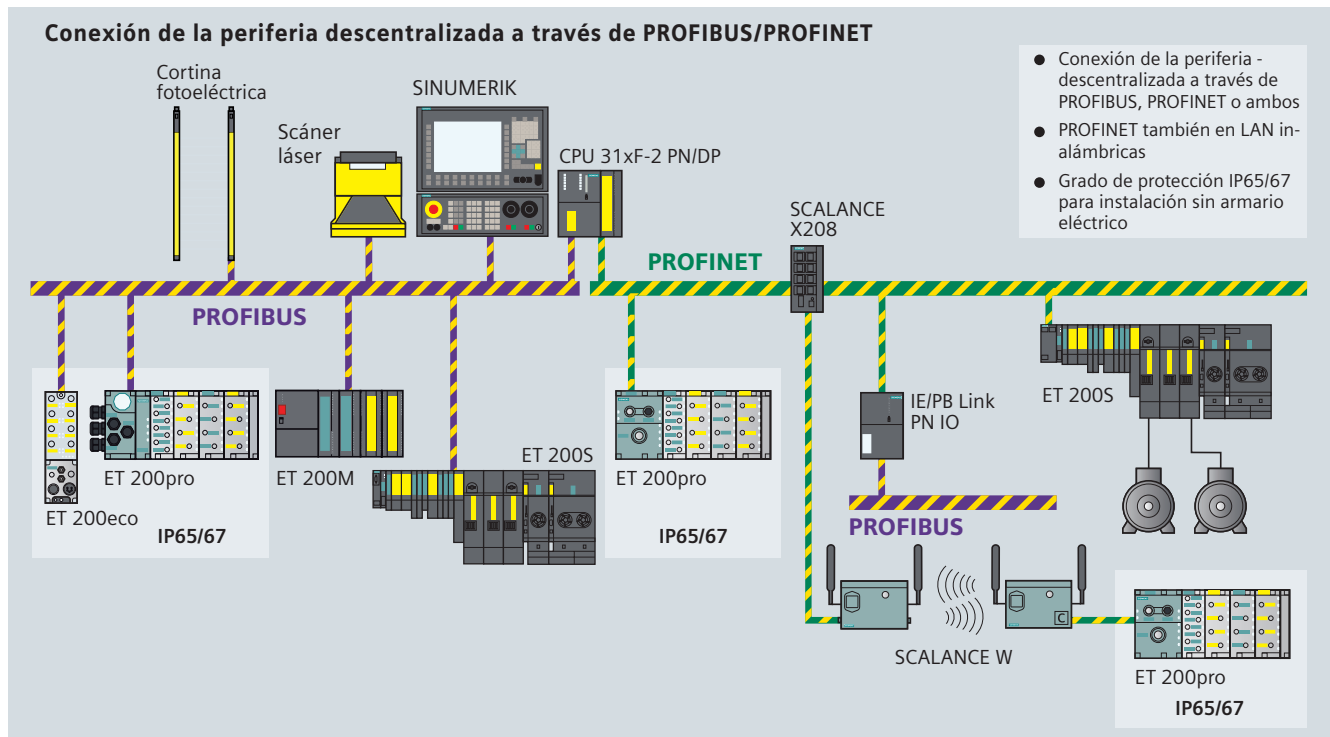 Conexión de la periferia descentralizada a través de PROFIBUS/PROFINET
Cortina
fotoeléctrica
Scáner
láser
SINUMERIK
CPU 31xF-2 PN/DP
SCALANCE
X208
● Conexión de la periferia -
descentralizada a través de
PROFIBUS, PROFINET o ambos
● PROFINET también en LAN in-
alámbricas
● Grado de protección IP65/67
para instalación sin armario
eléctrico
PROFIBUS
PROFINET
ET 200eco
ET 200pro
IP65/67
ET 200M
ET 200S
ET 200pro
IP65/67
IE/PB Link
PN IO
PROFIBUS
ET 200S
SCALANCE W
C
ET 200pro
IP65/67